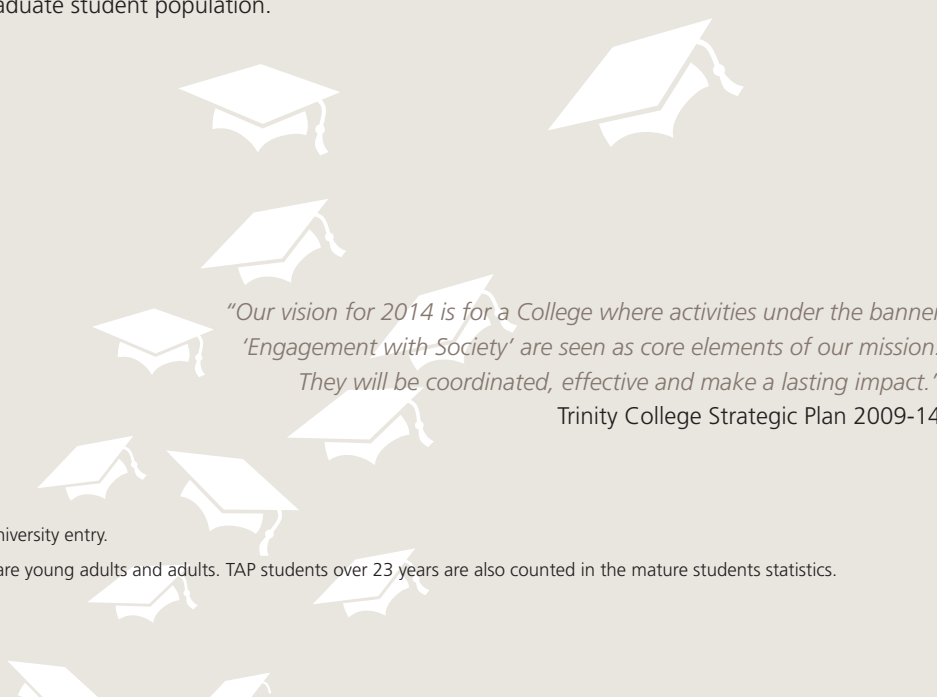 aduate student population.
“Our vision for 2014 is for a College where activities under the banner
‘Engagement with Society’ are seen as core elements of our mission.
They will be coordinated, effective and make a lasting impact.”
Trinity College Strategic Plan 2009-14
niversity entry.
are young adults and adults. TAP students over 23 years are also counted in the mature students statistics.